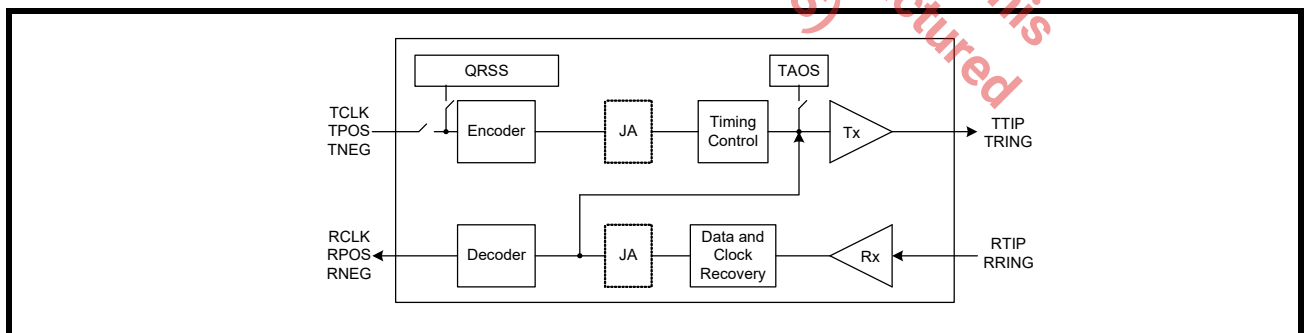 this
s)
ctured
QRSS
TAOS
TCLK
TPOS
TNEG
Encoder
JA
Timing
Control
Tx
TTIP
TRING
RCLK
RPOS
RNEG
Decoder
JA
Data and
Clock
Recovery
Rx
RTIP
RRING